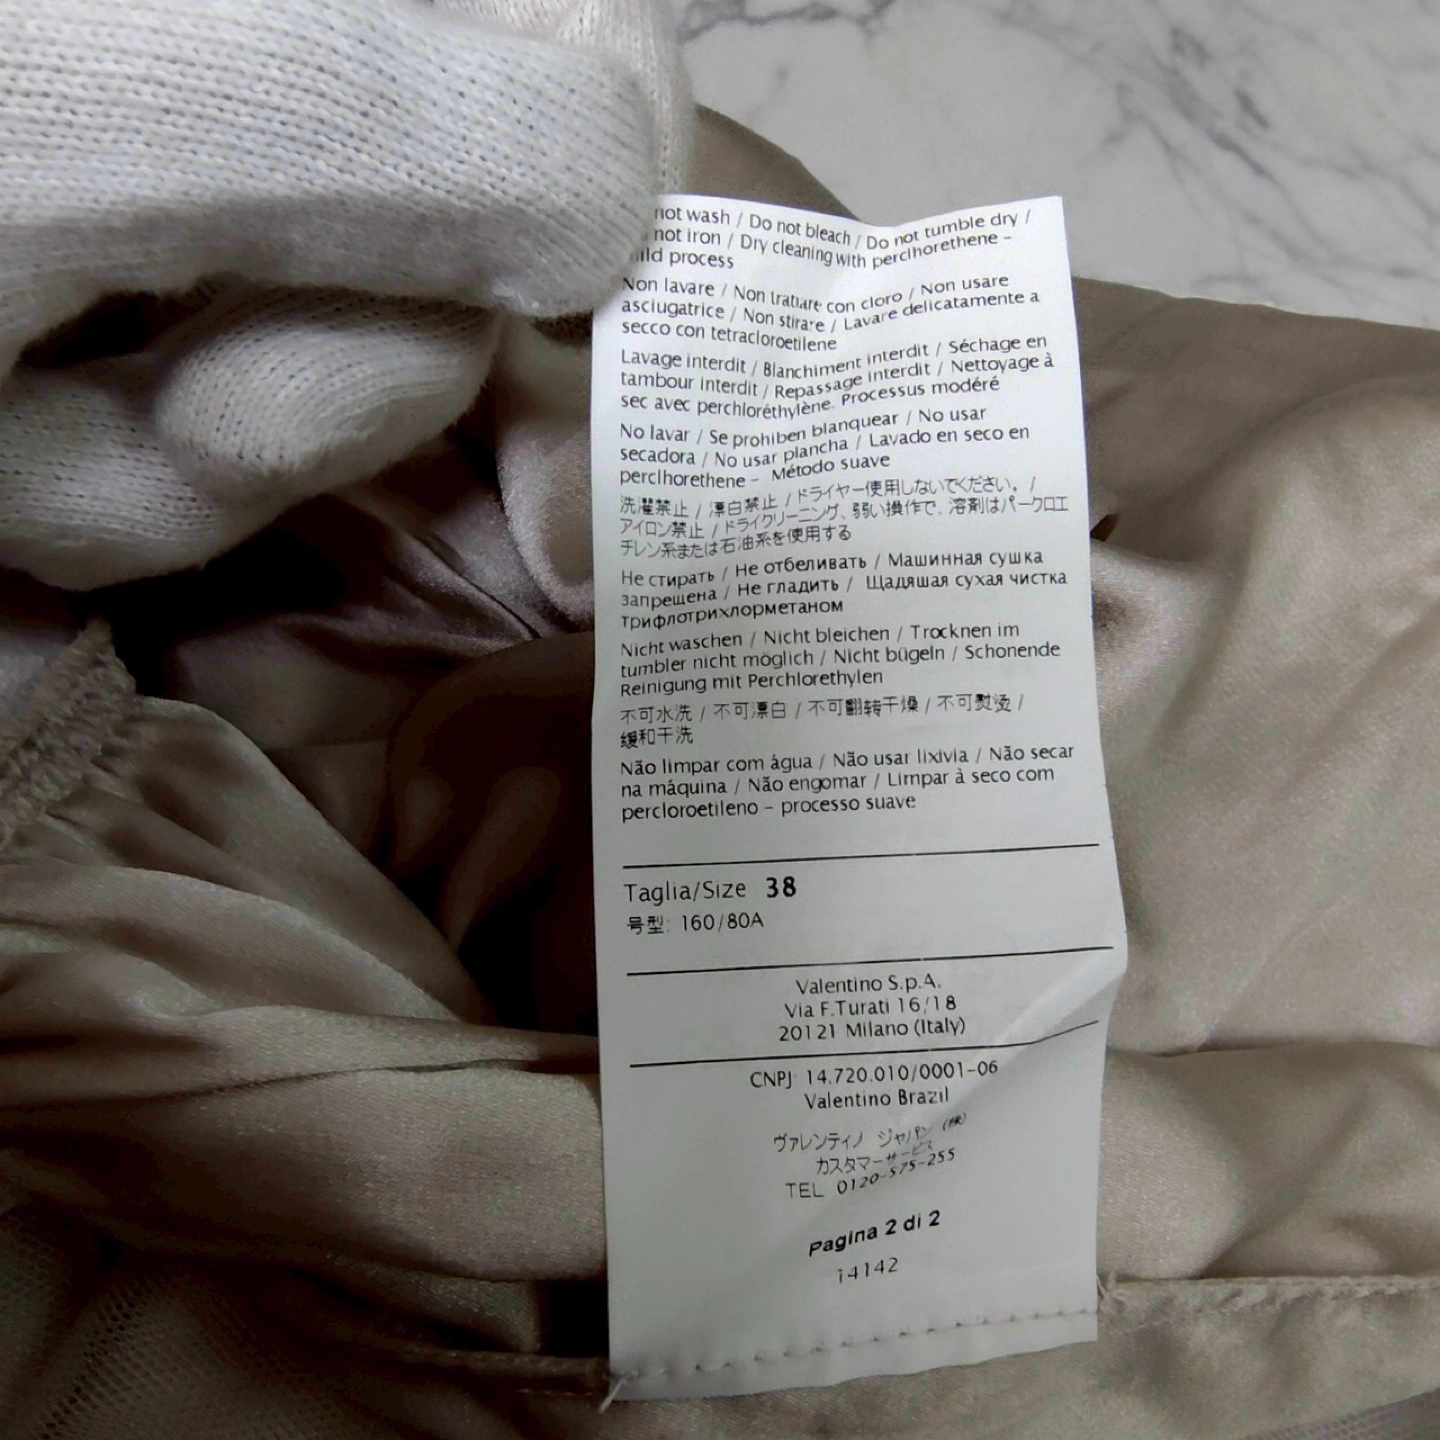 not wash / Do not bleach / Do not tumble dry /
not iron / Dry cleaning with perclhorethene -
process
Non lavare / Non trattare con cloro / Non usare
asciugatrice / Non stirare / Lavare delicatamente a
secco con tetracloroetilene
Lavage interdit / Blanchiment interdit / Séchage en
tambour interdit / Repassage interdit / Nettoyage à
sec avec perchloréthylène. Processus modéré
No lavar / Se prohiben blanquear / No usar
secadora / No usar plancha / Lavado en seco en
perclhorethene - Método suave
洗濯禁止 / 漂白禁止 / ドライヤー使用しないでください。 /
アイロン禁止 / ドライクリーニング、弱い操作で、溶剤はパークロエ
チレン系または石油系を使用する
Не стирать / Не отбеливать / Машинная сушка
запрещена / Не гладить / Щадяшая сухая чистка
трифлотрихлорметаном
Nicht waschen / Nicht bleichen / Trocknen im
tumbler nicht möglich / Nicht bügeln / Schonende
Reinigung mit Perchlorethylen
不可水洗 / 不可漂白 / 不可翻转干燥 / 不可熨烫 /
缓和干洗
Não limpar com água / Não usar lixivia / Não secar
na máquina / Não engomar / Limpar à seco com
percloroetileno - processo suave
Taglia/Size 38
号型: 160/80A
Valentino S.p.A.
Via F.Turati 16/18
20121 Milano (Italy)
CNPJ: 14.720.010/0001-06
Valentino Brazil
ヴァレンティノ ジャパン (株)
カスタマーサービス
TEL 0120-575-255
Pagina 2 di 2
14142